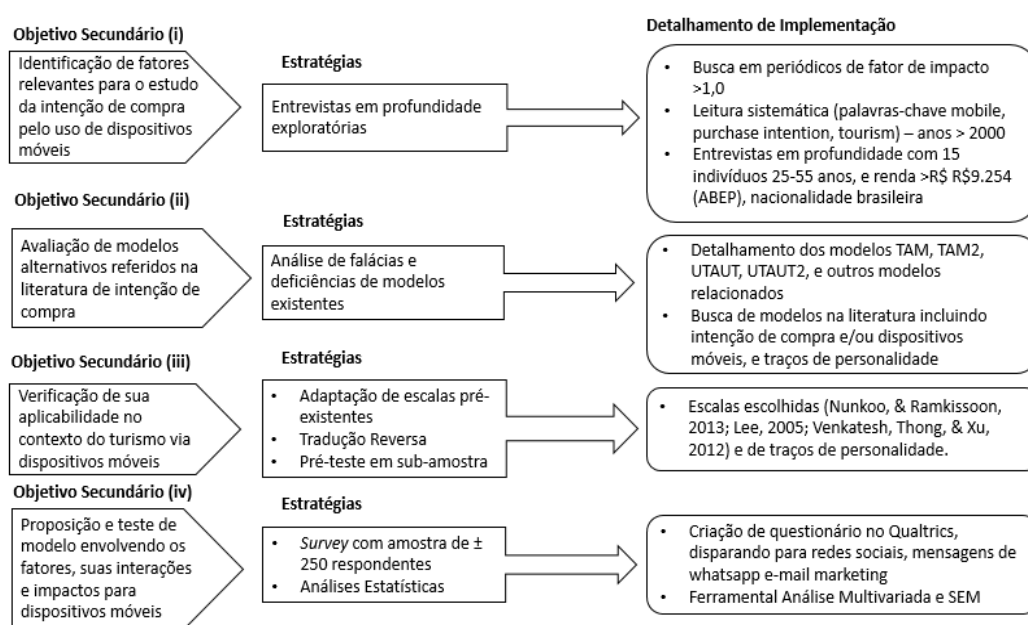 Objetivo Secundário (i)
Identificação de fatores
relevantes para o estudo
da intenção de compra
pelo uso de dispositivos
móveis
Estratégias
Entrevistas em profundidade
exploratórias
Detalhamento de Implementação
• Busca em periódicos de fator de impacto
>1,0
• Leitura sistemática (palavras-chave mobile,
purchase intention, tourism) – anos > 2000
• Entrevistas em profundidade com 15
indivíduos 25-55 anos, e renda >R$ R$9.254
(ABEP), nacionalidade brasileira
Objetivo Secundário (ii)
Avaliação de modelos
alternativos referidos na
literatura de intenção de
compra
Estratégias
Análise de falácias e
deficiências de modelos
existentes
• Detalhamento dos modelos TAM, TAM2,
UTAUT, UTAUT2, e outros modelos
relacionados
• Busca de modelos na literatura incluindo
intenção de compra e/ou dispositivos
móveis, e traços de personalidade
Objetivo Secundário (iii)
Verificação de sua
aplicabilidade no
contexto do turismo via
dispositivos móveis
Estratégias
• Adaptação de escalas pré-
existentes
• Tradução Reversa
• Pré-teste em sub-amostra
• Escalas escolhidas (Nunkoo, & Ramkissoon,
2013; Lee, 2005; Venkatesh, Thong, & Xu,
2012) e de traços de personalidade.
Objetivo Secundário (iv)
Proposição e teste de
modelo envolvendo os
fatores, suas interações
e impactos para
dispositivos móveis
Estratégias
• Survey com amostra de ±
250 respondentes
• Análises Estatísticas
• Criação de questionário no Qualtrics,
disparando para redes sociais, mensagens de
whatsapp e-mail marketing
• Ferramental Análise Multivariada e SEM